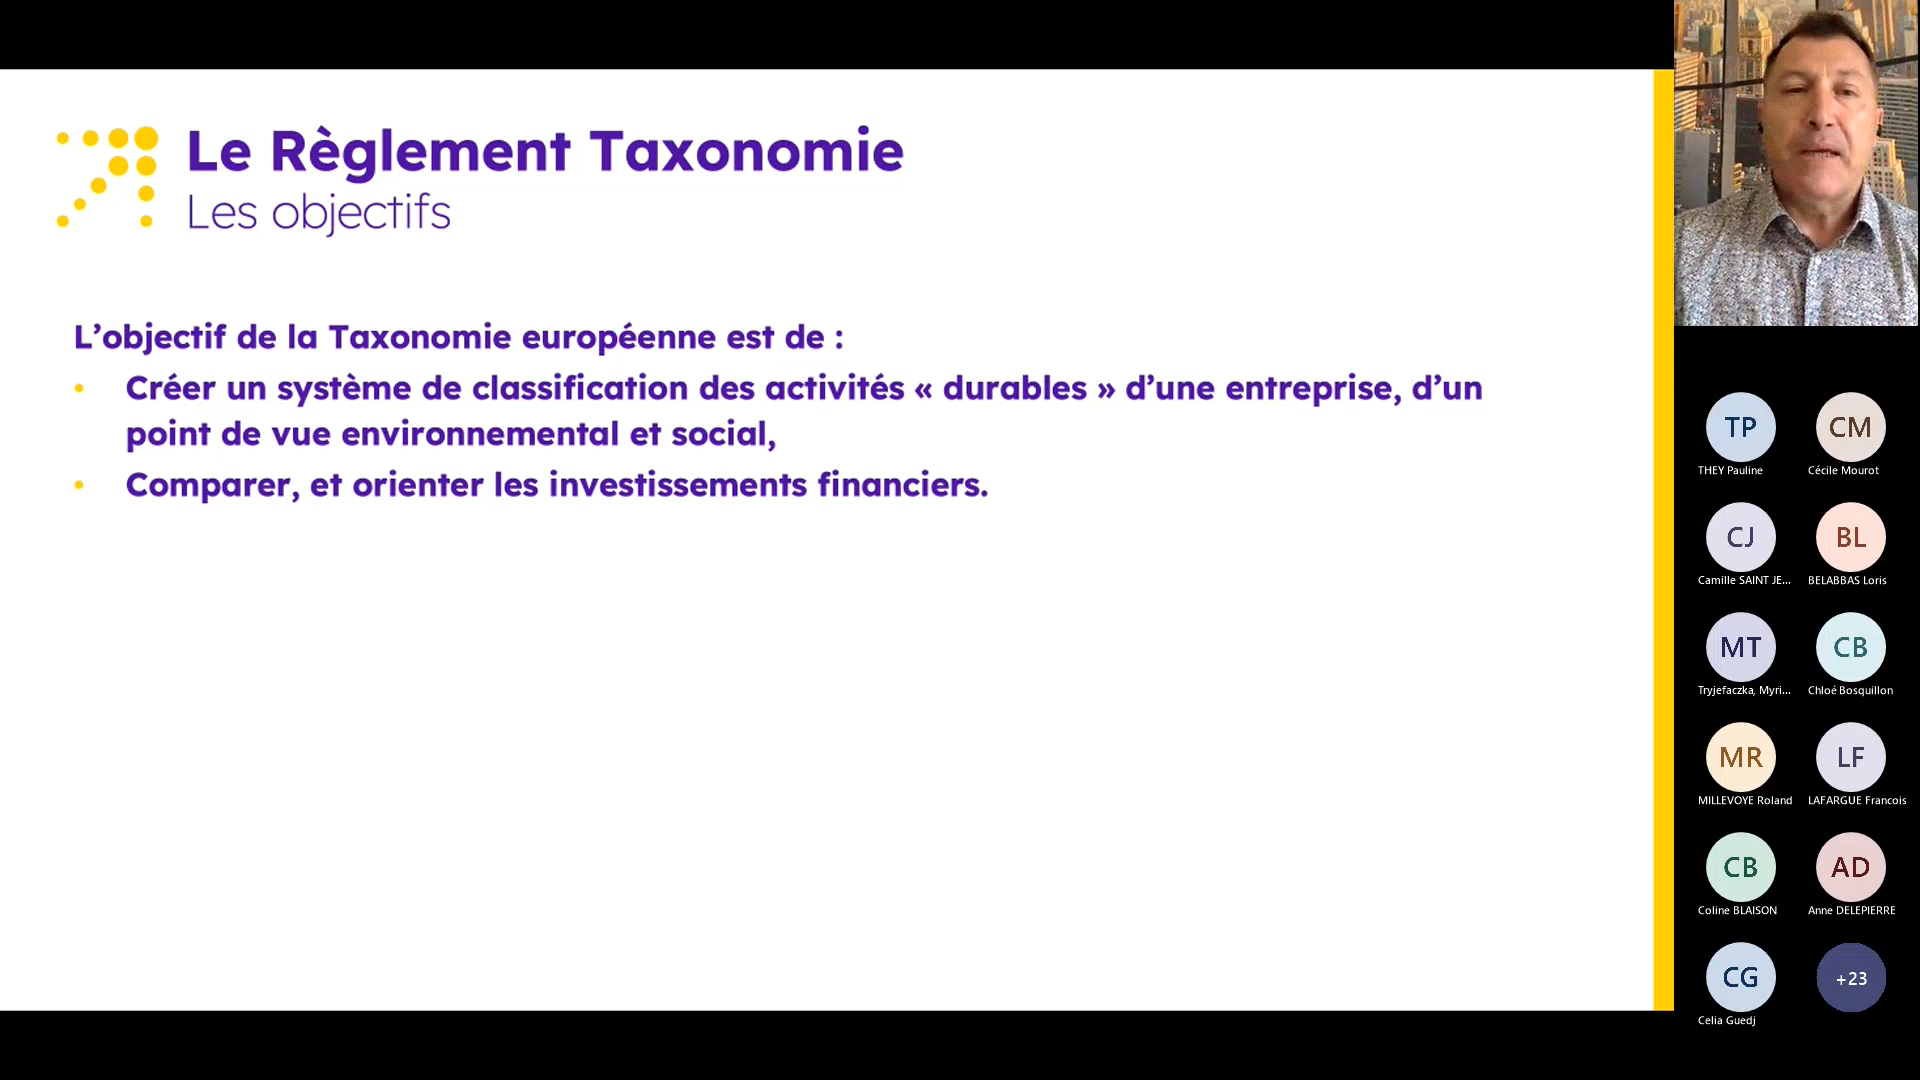 Le Règlement Taxonomie
Les objectifs
L’objectif de la Taxonomie européenne est de :
• Créer un système de classification des activités « durables » d’une entreprise, d’un
point de vue environnemental et social,
• Comparer, et orienter les investissements financiers.
TP
THEY Pauline
CM
Cécile Mourot
CJ
Camille SAINT JE...
BL
BELABBAS Loris
MT
Tryjefaczka, Myri...
CB
Chloé Bosquillon
MR
MILLEVOYE Roland
LF
LAFARGUE Francois
CB
Coline BLAISON
AD
Anne DELEPIERRE
CG
Celia Guedj
+23